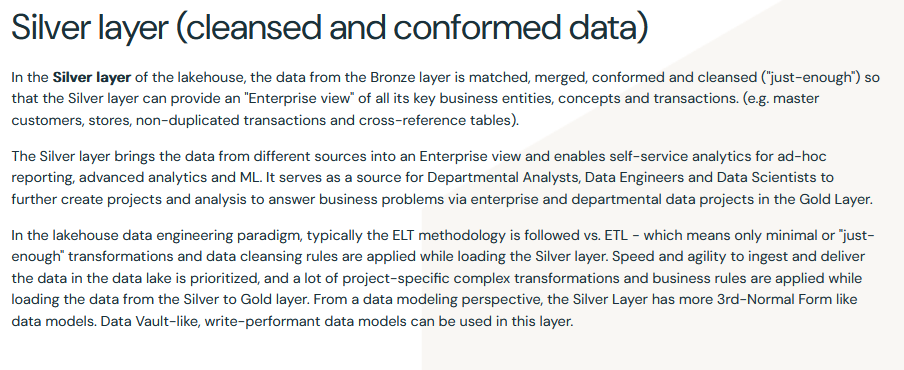 Silver layer (cleansed and conformed data)
In the Silver layer of the lakehouse, the data from the Bronze layer is matched, merged, conformed and cleansed ("just-enough") so
that the Silver layer can provide an "Enterprise view" of all its key business entities, concepts and transactions. (e.g. master
customers, stores, non-duplicated transactions and cross-reference tables).
The Silver layer brings the data from different sources into an Enterprise view and enables self-service analytics for ad-hoc
reporting, advanced analytics and ML. It serves as a source for Departmental Analysts, Data Engineers and Data Scientists to
further create projects and analysis to answer business problems via enterprise and departmental data projects in the Gold Layer.
In the lakehouse data engineering paradigm, typically the ELT methodology is followed vs. ETL - which means only minimal or "just-
enough" transformations and data cleansing rules are applied while loading the Silver layer. Speed and agility to ingest and deliver
the data in the data lake is prioritized, and a lot of project-specific complex transformations and business rules are applied while
loading the data from the Silver to Gold layer. From a data modeling perspective, the Silver Layer has more 3rd-Normal Form like
data models. Data Vault-like, write-performant data models can be used in this layer.